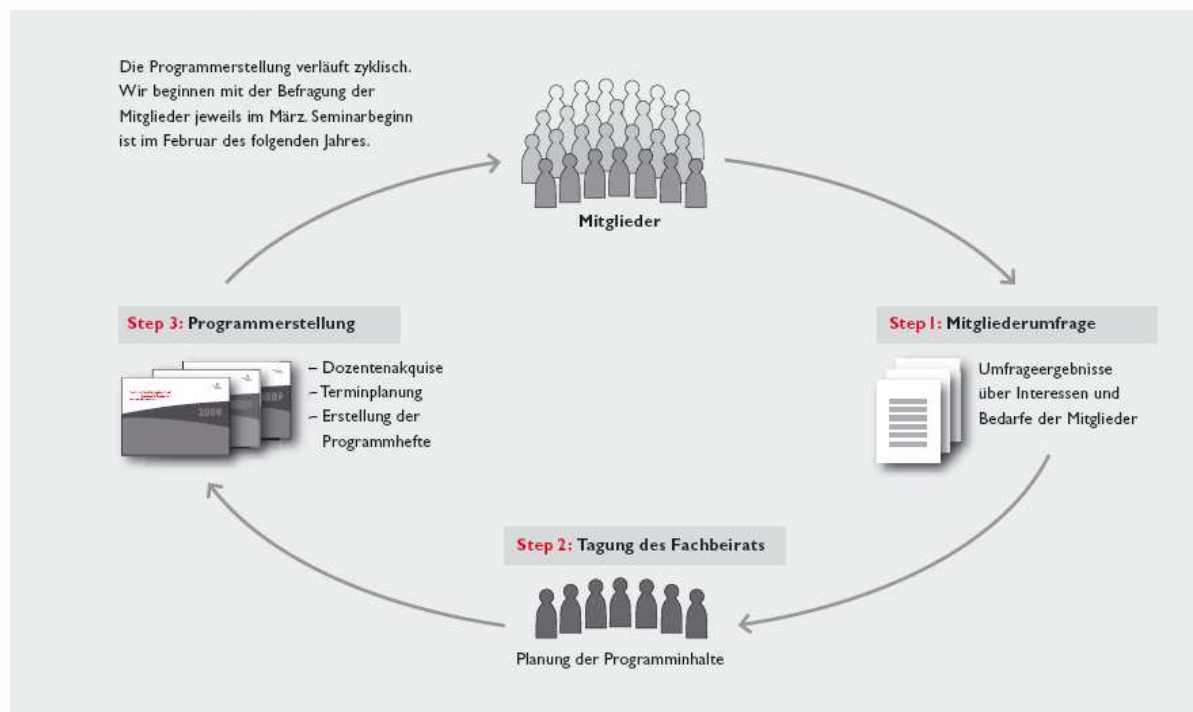 Die Programmerstellung verläuft zyklisch.
Wir beginnen mit der Befragung der
Mitglieder jeweils im März. Seminarbeginn
ist im Februar des folgenden Jahres.
Mitglieder
Step 1: Mitgliederumfrage
Umfrageergebnisse
über Interessen und
Bedarfe der Mitglieder
Step 2: Tagung des Fachbeirats
Planung der Programminhalte
Step 3: Programmerstellung
– Dozentenakquise
– Terminplanung
– Erstellung der
Programmhefte
2009